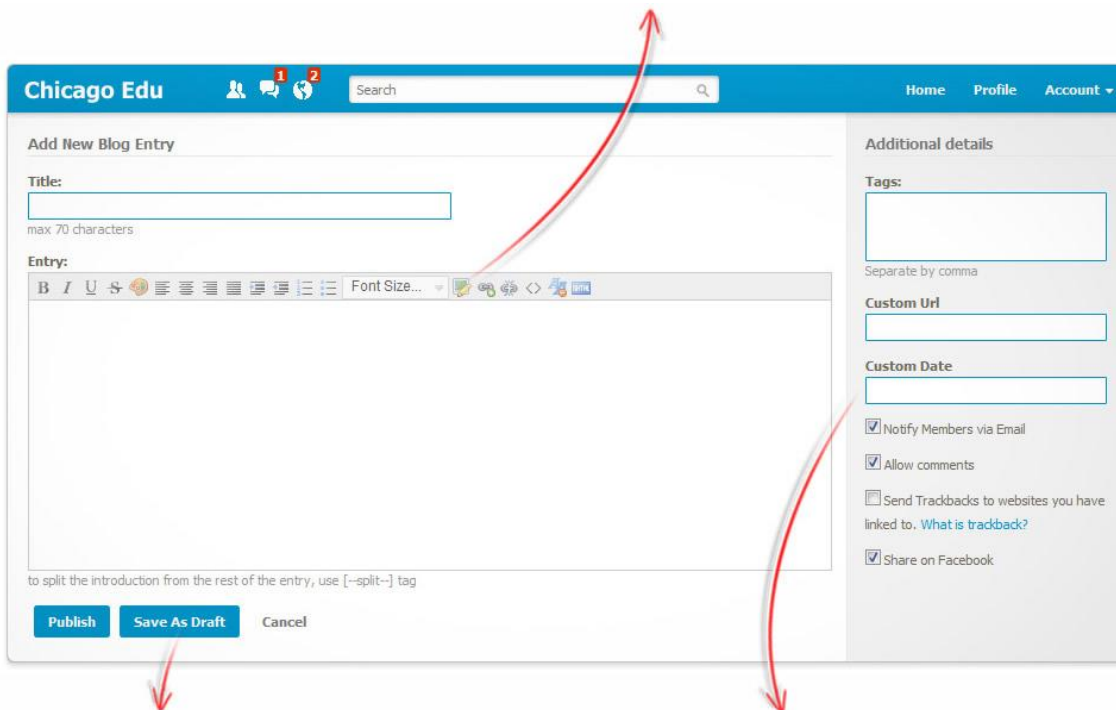 Chicago Edu 1 2 Search Home Profile Account
Add New Blog Entry
Title:
max 70 characters
Entry:
B I U S Font Size...
to split the introduction from the rest of the entry, use [--split--] tag
Publish Save As Draft Cancel
Additional details
Tags:
Separate by comma
Custom Url
Custom Date
Notify Members via Email
Allow comments
Send Trackbacks to websites you have
linked to. What is trackback?
Share on Facebook